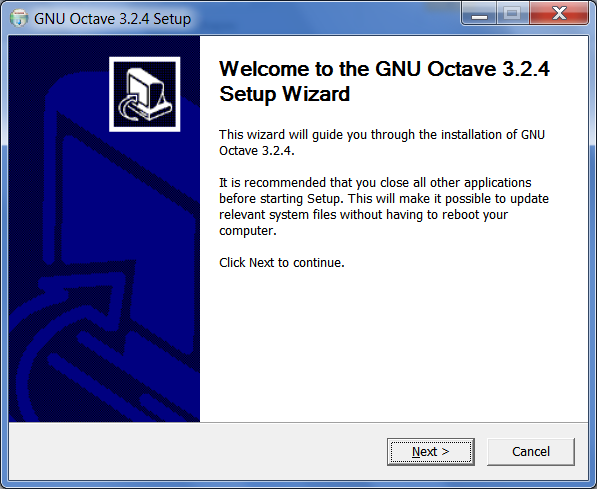 GNU Octave 3.2.4 Setup
Welcome to the GNU Octave 3.2.4
Setup Wizard
This wizard will guide you through the installation of GNU
Octave 3.2.4.
It is recommended that you close all other applications
before starting Setup. This will make it possible to update
relevant system files without having to reboot your
computer.
Click Next to continue.
Next >
Cancel